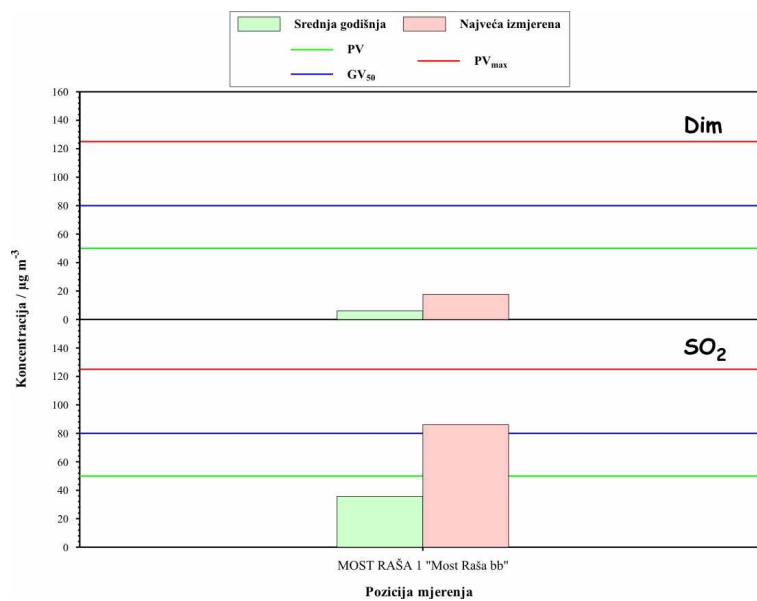 Srednja godišnja
Najveća izmjerena
PV
PVmax
GV50
Koncentracija / µg m-3
160
140
120
100
80
60
40
20
0
Dim
140
120
100
80
60
40
20
0
SO2
MOST RAŠA 1 "Most Raša bb"
Pozicija mjerenja